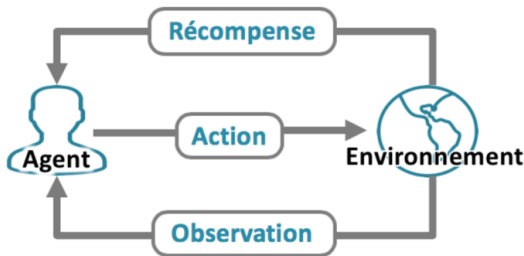 Récompense
Action
Agent
Environnement
Observation